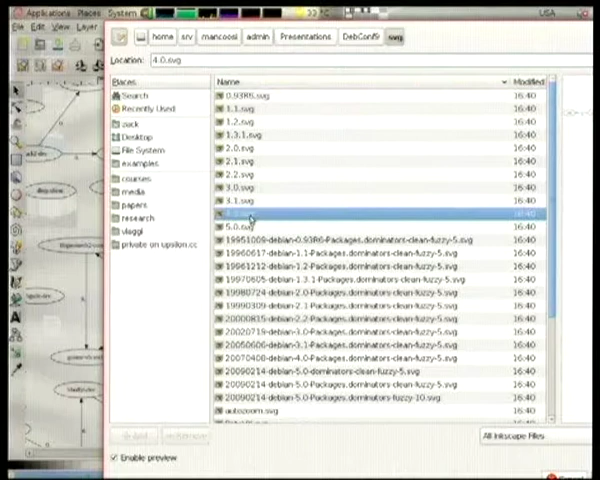 Applications Places System USA
File Edit View Layer
home srv mancoosi admin Presentations DebConf9 svg
Location: 4.0.svg
Places Name Modified
Search
Recently Used
zack
Desktop
File System
examples
courses
media
papers
research
viaggi
private on upsilon.cc
0.93R6.svg 16:40
1.1.svg 16:40
1.2.svg 16:40
1.3.1.svg 16:40
2.0.svg 16:40
2.1.svg 16:40
2.2.svg 16:40
3.0.svg 16:40
3.1.svg 16:40
4.0.svg 16:40
5.0.svg 16:40
19951009-debian-0.93R6-Packages.dominators-clean-fuzzy-5.svg 16:40
19960617-debian-1.1-Packages.dominators-clean-fuzzy-5.svg 16:40
19961212-debian-1.2-Packages.dominators-clean-fuzzy-5.svg 16:40
19970605-debian-1.3.1-Packages.dominators-clean-fuzzy-5.svg 16:40
19980724-debian-2.0-Packages.dominators-clean-fuzzy-5.svg 16:40
19990309-debian-2.1-Packages.dominators-clean-fuzzy-5.svg 16:40
20000815-debian-2.2-Packages.dominators-clean-fuzzy-5.svg 16:40
20020719-debian-3.0-Packages.dominators-clean-fuzzy-5.svg 16:40
20050606-debian-3.1-Packages.dominators-clean-fuzzy-5.svg 16:40
20070408-debian-4.0-Packages.dominators-clean-fuzzy-5.svg 16:40
20090214-debian-5.0-dominators-clean-fuzzy-5.svg 16:40
20090214-debian-5.0-Packages.dominators-clean-fuzzy-5.svg 16:40
20090214-debian-5.0-Packages.dominators-clean-fuzzy-10.svg 16:40
autozoom.svg 16:40
Add Remove All Inkscape Files
Enable preview